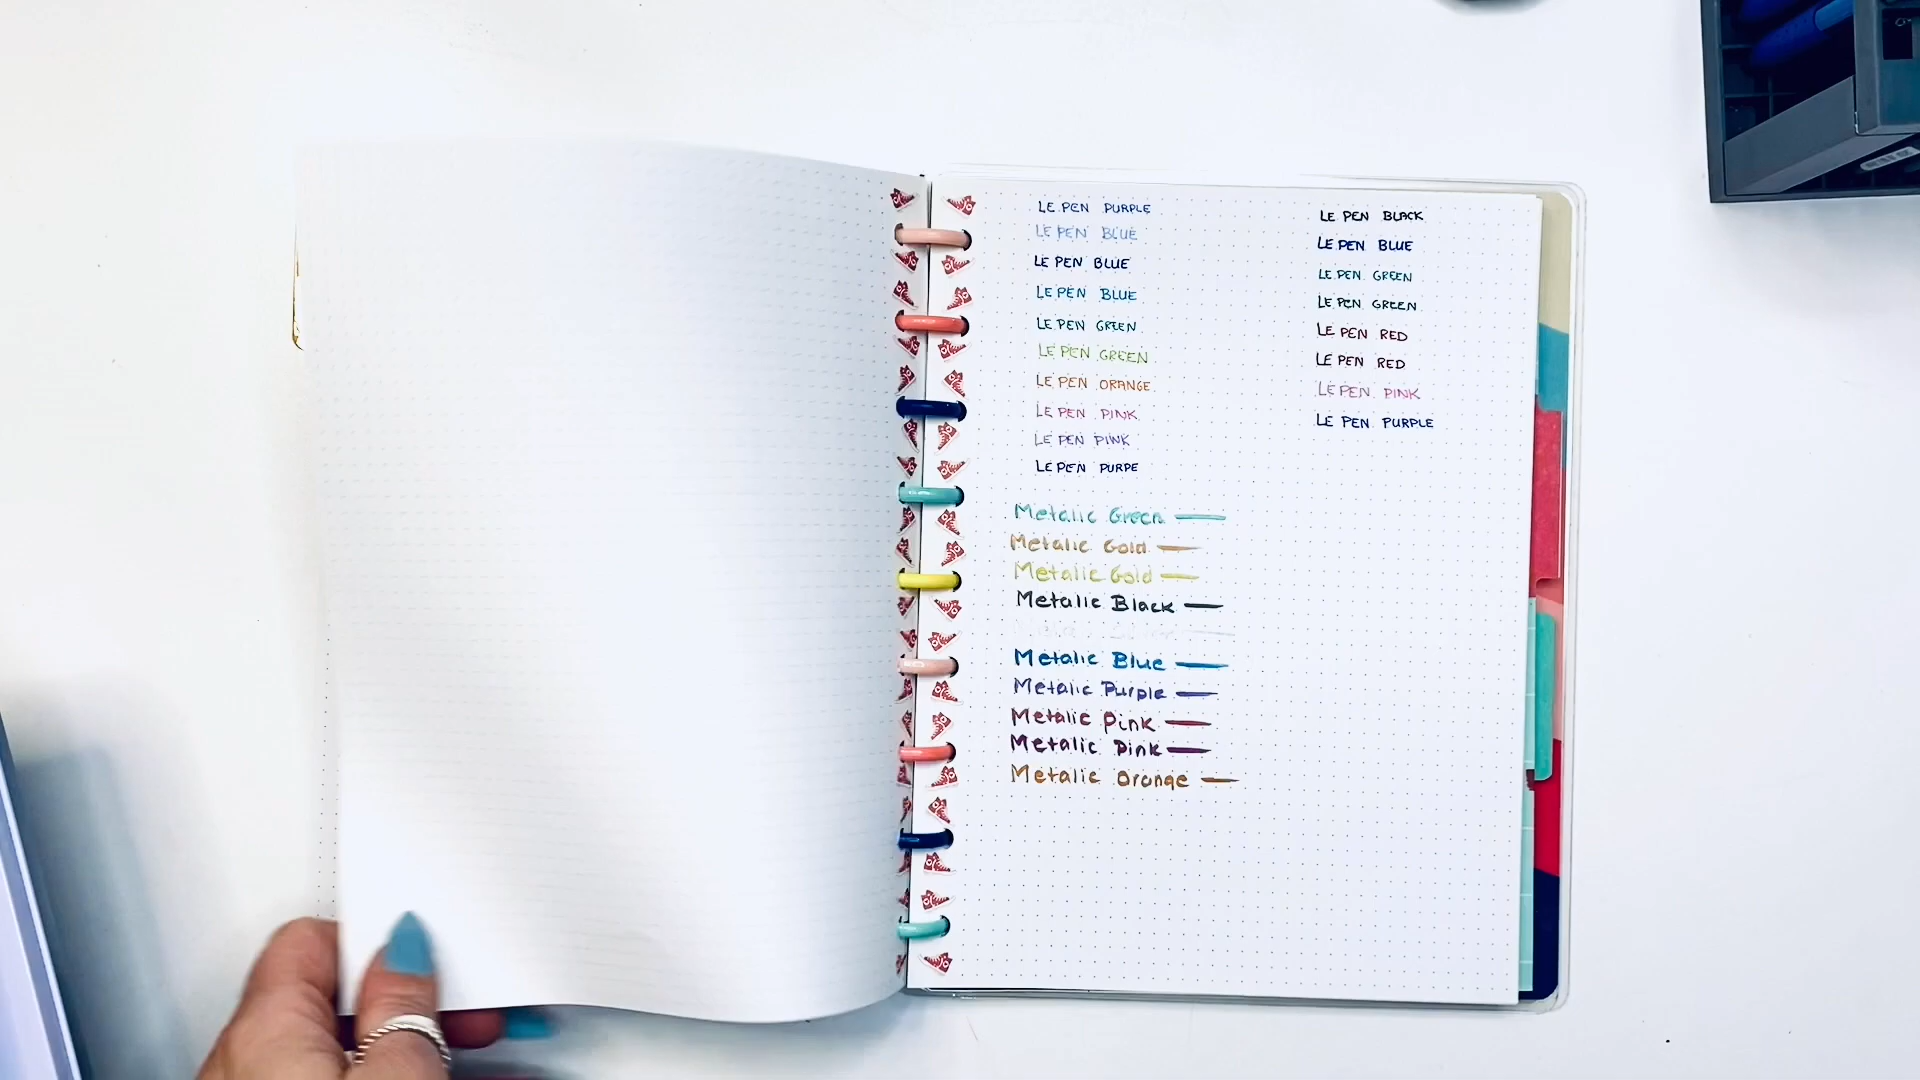 LE PEN PURPLE
LE PEN BLUE
LE PEN BLUE
LE PEN BLUE
LE PEN GREEN
LE PEN GREEN
LE PEN ORANGE
LE PEN PINK
LE PEN PINK
LE PEN PURPE
LE PEN BLACK
LE PEN BLUE
LE PEN GREEN
LE PEN GREEN
LE PEN RED
LE PEN RED
LE PEN PINK
LE PEN PURPLE
Metalic Green
Metalic Gold
Metalic Gold
Metalic Black
Metalic Blue
Metalic Purple
Metalic Pink
Metalic Pink
Metalic Orange